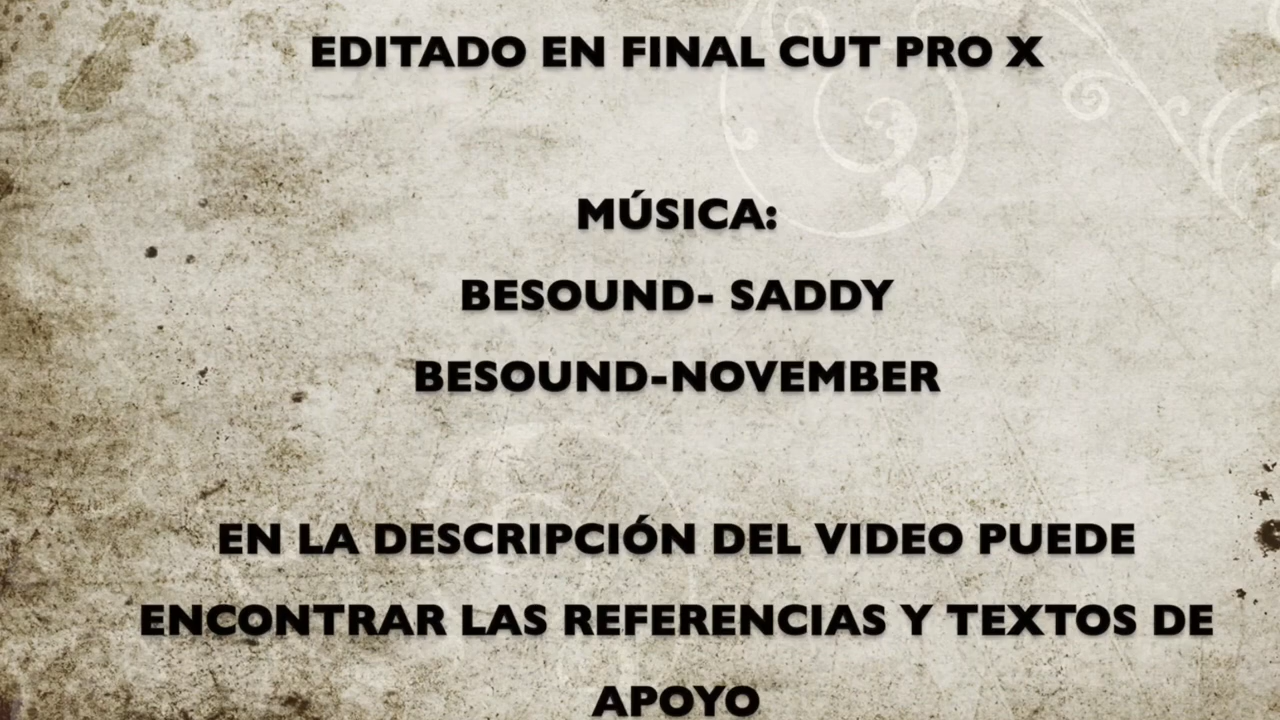 EDITADO EN FINAL CUT PRO X
MÚSICA:
BESOUND- SADDY
BESOUND-NOVEMBER
EN LA DESCRIPCIÓN DEL VIDEO PUEDE
ENCONTRAR LAS REFERENCIAS Y TEXTOS DE
APOYO